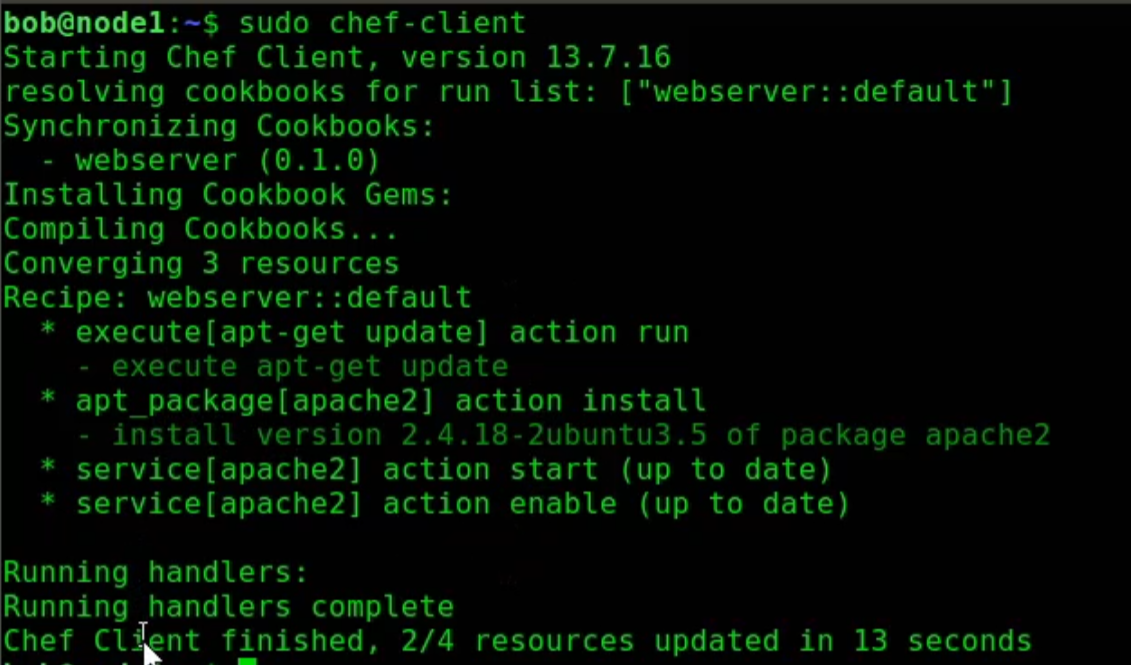 bob@node1:~$ sudo chef-client
Starting Chef Client, version 13.7.16
resolving cookbooks for run list: ["webserver::default"]
Synchronizing Cookbooks:
  - webserver (0.1.0)
Installing Cookbook Gems:
Compiling Cookbooks...
Converging 3 resources
Recipe: webserver::default
  * execute[apt-get update] action run
    - execute apt-get update
  * apt_package[apache2] action install
    - install version 2.4.18-2ubuntu3.5 of package apache2
  * service[apache2] action start (up to date)
  * service[apache2] action enable (up to date)
Running handlers:
Running handlers complete
Chef Client finished, 2/4 resources updated in 13 seconds